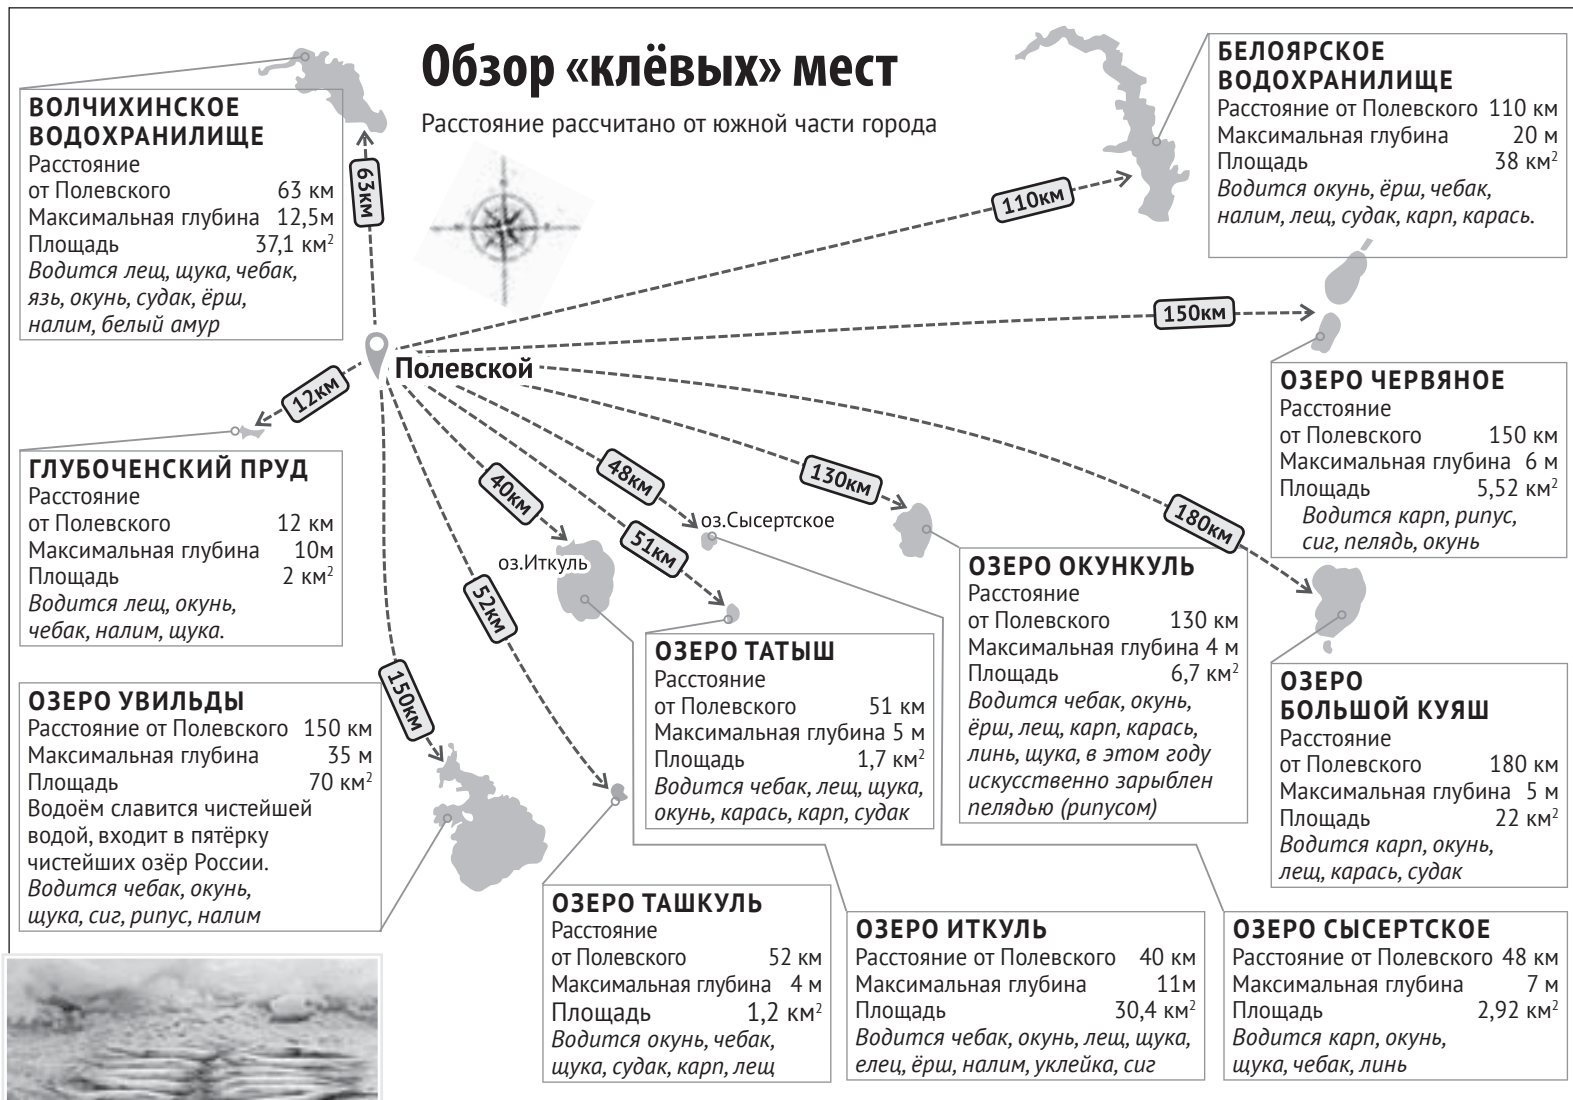 Обзор «клёвых» мест
Расстояние рассчитано от южной части города
ВОЛЧИХИНСКОЕ
ВОДОХРАНИЛИЩЕ
Расстояние
от Полевского 63 км
Максимальная глубина 12,5м
Площадь 37,1 км²
Водится лещ, щука, чебак,
язь, окунь, судак, ёрш,
налим, белый амур
63км
БЕЛОЯРСКОЕ
ВОДОХРАНИЛИЩЕ
Расстояние от Полевского 110 км
Максимальная глубина 20 м
Площадь 38 км²
Водится окунь, ёрш, чебак,
налим, лещ, судак, карп, карась.
110км
150км
Полевской
12км
ОЗЕРО ЧЕРВЯНОЕ
Расстояние
от Полевского 150 км
Максимальная глубина 6 м
Площадь 5,52 км²
Водится карп, рипус,
сиг, пелядь, окунь
ГЛУБОЧЕНСКИЙ ПРУД
Расстояние
от Полевского 12 км
Максимальная глубина 10м
Площадь 2 км²
Водится лещ, окунь,
чебак, налим, щука.
40км
48км
130км
180км
оз.Сысертское
51км
оз.Иткуль
52км
150км
ОЗЕРО ОКУНКУЛЬ
Расстояние
от Полевского 130 км
Максимальная глубина 4 м
Площадь 6,7 км²
Водится чебак, окунь,
ёрш, лещ, карп, карась,
линь, щука, в этом году
искусственно зарыблен
пелядью (рипусом)
ОЗЕРО ТАТЫШ
Расстояние
от Полевского 51 км
Максимальная глубина 5 м
Площадь 1,7 км²
Водится чебак, лещ, щука,
окунь, карась, карп, судак
ОЗЕРО
БОЛЬШОЙ КУЯШ
Расстояние
от Полевского 180 км
Максимальная глубина 5 м
Площадь 22 км²
Водится карп, окунь,
лещ, карась, судак
ОЗЕРО УВИЛЬДЫ
Расстояние от Полевского 150 км
Максимальная глубина 35 м
Площадь 70 км²
Водоём славится чистейшей
водой, входит в пятёрку
чистейших озёр России.
Водится чебак, окунь,
щука, сиг, рипус, налим
ОЗЕРО ТАШКУЛЬ
Расстояние
от Полевского 52 км
Максимальная глубина 4 м
Площадь 1,2 км²
Водится окунь, чебак,
щука, судак, карп, лещ
ОЗЕРО ИТКУЛЬ
Расстояние от Полевского 40 км
Максимальная глубина 11м
Площадь 30,4 км²
Водится чебак, окунь, лещ, щука,
елец, ёрш, налим, уклейка, сиг
ОЗЕРО СЫСЕРТСКОЕ
Расстояние от Полевского 48 км
Максимальная глубина 7 м
Площадь 2,92 км²
Водится карп, окунь,
щука, чебак, линь